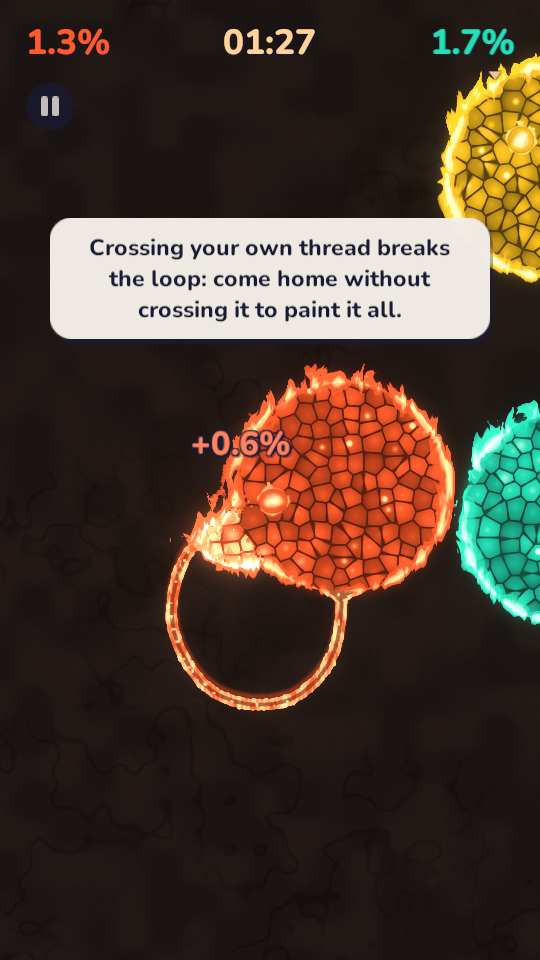 1.3% 01:27 1.7%
Crossing your own thread breaks
the loop: come home without
crossing it to paint it all.
+0.6%